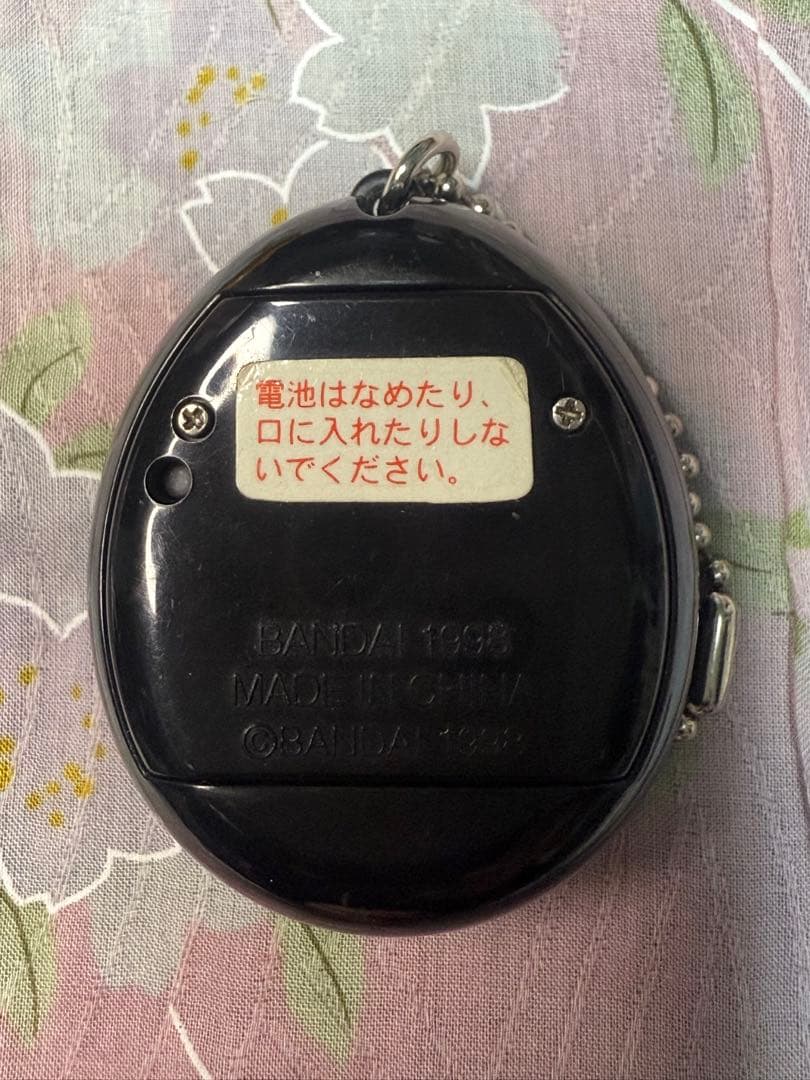 電池はなめたり、
口に入れたりしな
いでください。
BANDAI 1998
MADE IN CHINA
©BANDAI 1998